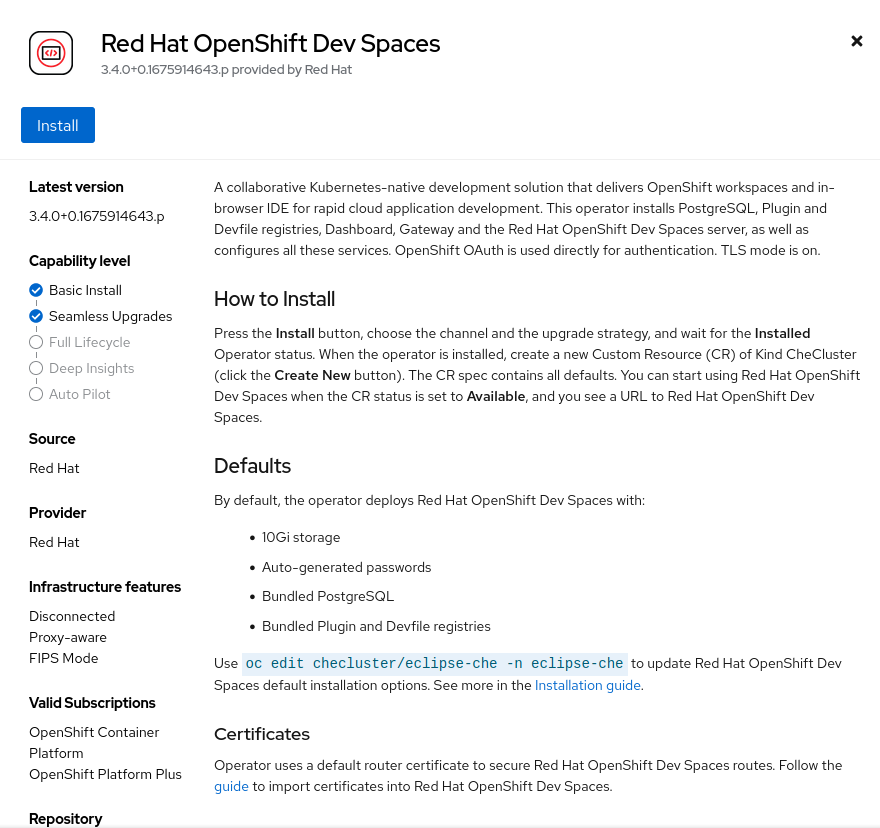 Red Hat OpenShift Dev Spaces
3.4.0+0.1675914643.p provided by Red Hat
Install
Latest version
3.4.0+0.1675914643.p
Capability level
Basic Install
Seamless Upgrades
Full Lifecycle
Deep Insights
Auto Pilot
Source
Red Hat
Provider
Red Hat
Infrastructure features
Disconnected
Proxy-aware
FIPS Mode
Valid Subscriptions
OpenShift Container
Platform
OpenShift Platform Plus
Repository
A collaborative Kubernetes-native development solution that delivers OpenShift workspaces and in-
browser IDE for rapid cloud application development. This operator installs PostgreSQL, Plugin and
Devfile registries, Dashboard, Gateway and the Red Hat OpenShift Dev Spaces server, as well as
configures all these services. OpenShift OAuth is used directly for authentication. TLS mode is on.
How to Install
Press the Install button, choose the channel and the upgrade strategy, and wait for the Installed
Operator status. When the operator is installed, create a new Custom Resource (CR) of Kind CheCluster
(click the Create New button). The CR spec contains all defaults. You can start using Red Hat OpenShift
Dev Spaces when the CR status is set to Available, and you see a URL to Red Hat OpenShift Dev
Spaces.
Defaults
By default, the operator deploys Red Hat OpenShift Dev Spaces with:
• 10Gi storage
• Auto-generated passwords
• Bundled PostgreSQL
• Bundled Plugin and Devfile registries
Use oc edit checluster/eclipse-che -n eclipse-che to update Red Hat OpenShift Dev
Spaces default installation options. See more in the Installation guide.
Certificates
Operator uses a default router certificate to secure Red Hat OpenShift Dev Spaces routes. Follow the
guide to import certificates into Red Hat OpenShift Dev Spaces.